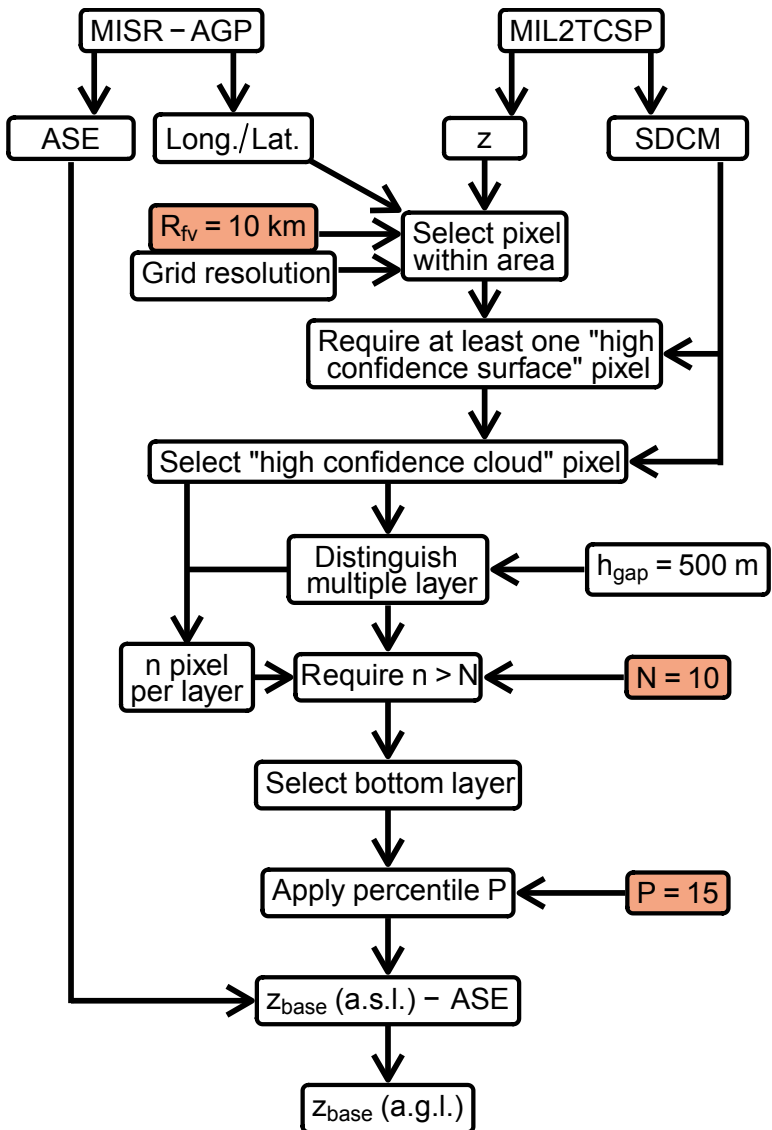 MISR – AGP
MIL2TCSP
ASE
Long./Lat.
z
SDCM
R_fv = 10 km
Grid resolution
Select pixel
within area
Require at least one "high
confidence surface" pixel
Select "high confidence cloud" pixel
Distinguish
multiple layer
h_gap = 500 m
n pixel
per layer
Require n > N
N = 10
Select bottom layer
Apply percentile P
P = 15
z_base (a.s.l.) – ASE
z_base (a.g.l.)